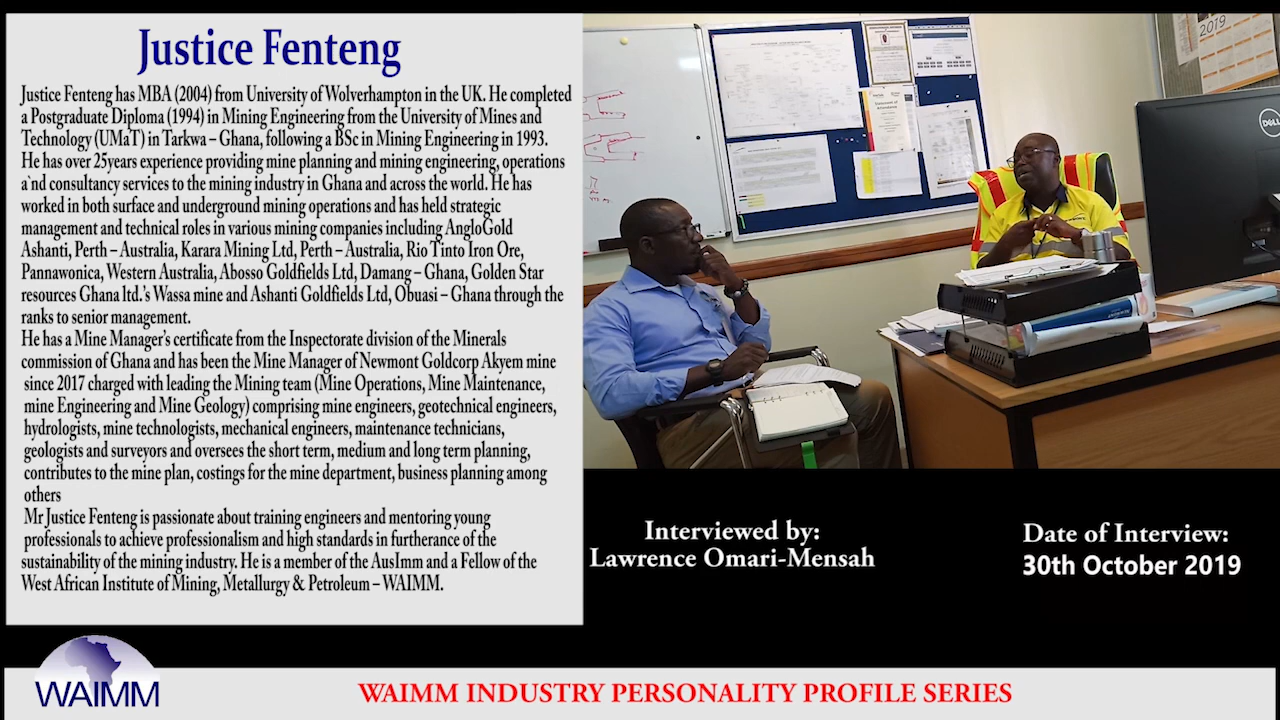 Justice Fenteng
Justice Fenteng has MBA (2004) from University of Wolverhampton in the UK. He completed
a Postgraduate Diploma (1994) in Mining Engineering from the University of Mines and
Technology (UMaT) in Tarwa – Ghana, following a BSc in Mining Engineering in 1993.
He has over 25years experience providing mine planning and mining engineering, operations
a`nd consultancy services to the mining industry in Ghana and across the world. He has
worked in both surface and underground mining operations and has held strategic
management and technical roles in various mining companies including AngloGold
Ashanti, Perth – Australia, Karara Mining Ltd, Perth – Australia, Rio Tinto Iron Ore,
Pannawonica, Western Australia, Abosso Goldfields Ltd, Damang – Ghana, Golden Star
resources Ghana ltd.'s Wassa mine and Ashanti Goldfields Ltd, Obuasi – Ghana through the
ranks to senior management.
He has a Mine Manager's certificate from the Inspectorate division of the Minerals
commission of Ghana and has been the Mine Manager of Newmont Goldcorp Akyem mine
since 2017 charged with leading the Mining team (Mine Operations, Mine Maintenance,
mine Engineering and Mine Geology) comprising mine engineers, geotechnical engineers,
hydrologists, mine technologists, mechanical engineers, maintenance technicians,
geologists and surveyors and oversees the short term, medium and long term planning,
contributes to the mine plan, costings for the mine department, business planning among
others
Mr Justice Fenteng is passionate about training engineers and mentoring young
professionals to achieve professionalism and high standards in furtherance of the
sustainability of the mining industry. He is a member of the AusImm and a Fellow of the
West African Institute of Mining, Metallurgy & Petroleum – WAIMM.
2019
DELL
Interviewed by:
Lawrence Omari-Mensah
Date of Interview:
30th October 2019
WAIMM
WAIMM INDUSTRY PERSONALITY PROFILE SERIES